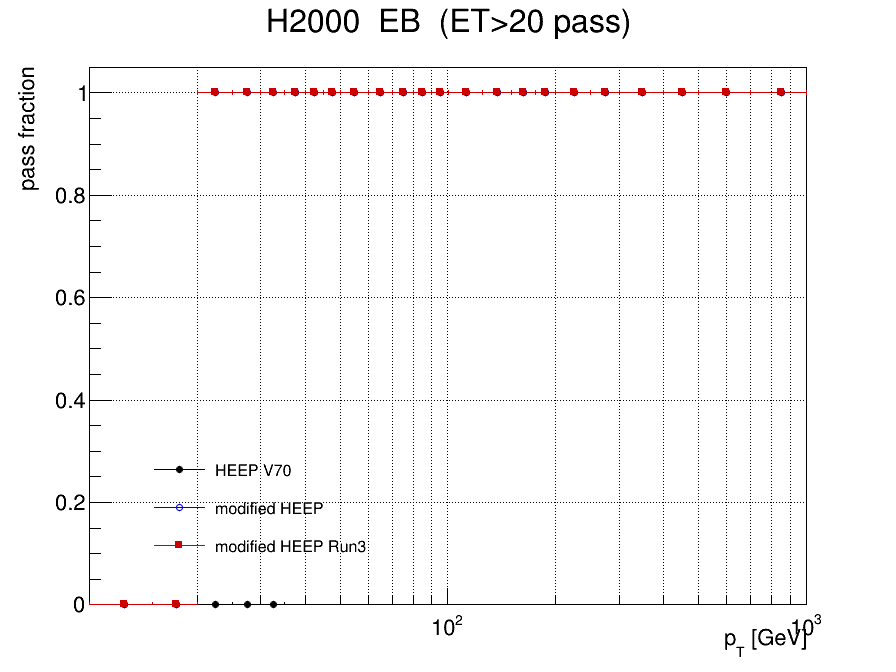 H2000 EB (ET>20 pass)
pass fraction
1
0.8
0.6
0.4
0.2
0
HEEP V70
modified HEEP
modified HEEP Run3
10²
10³
p_T [GeV]